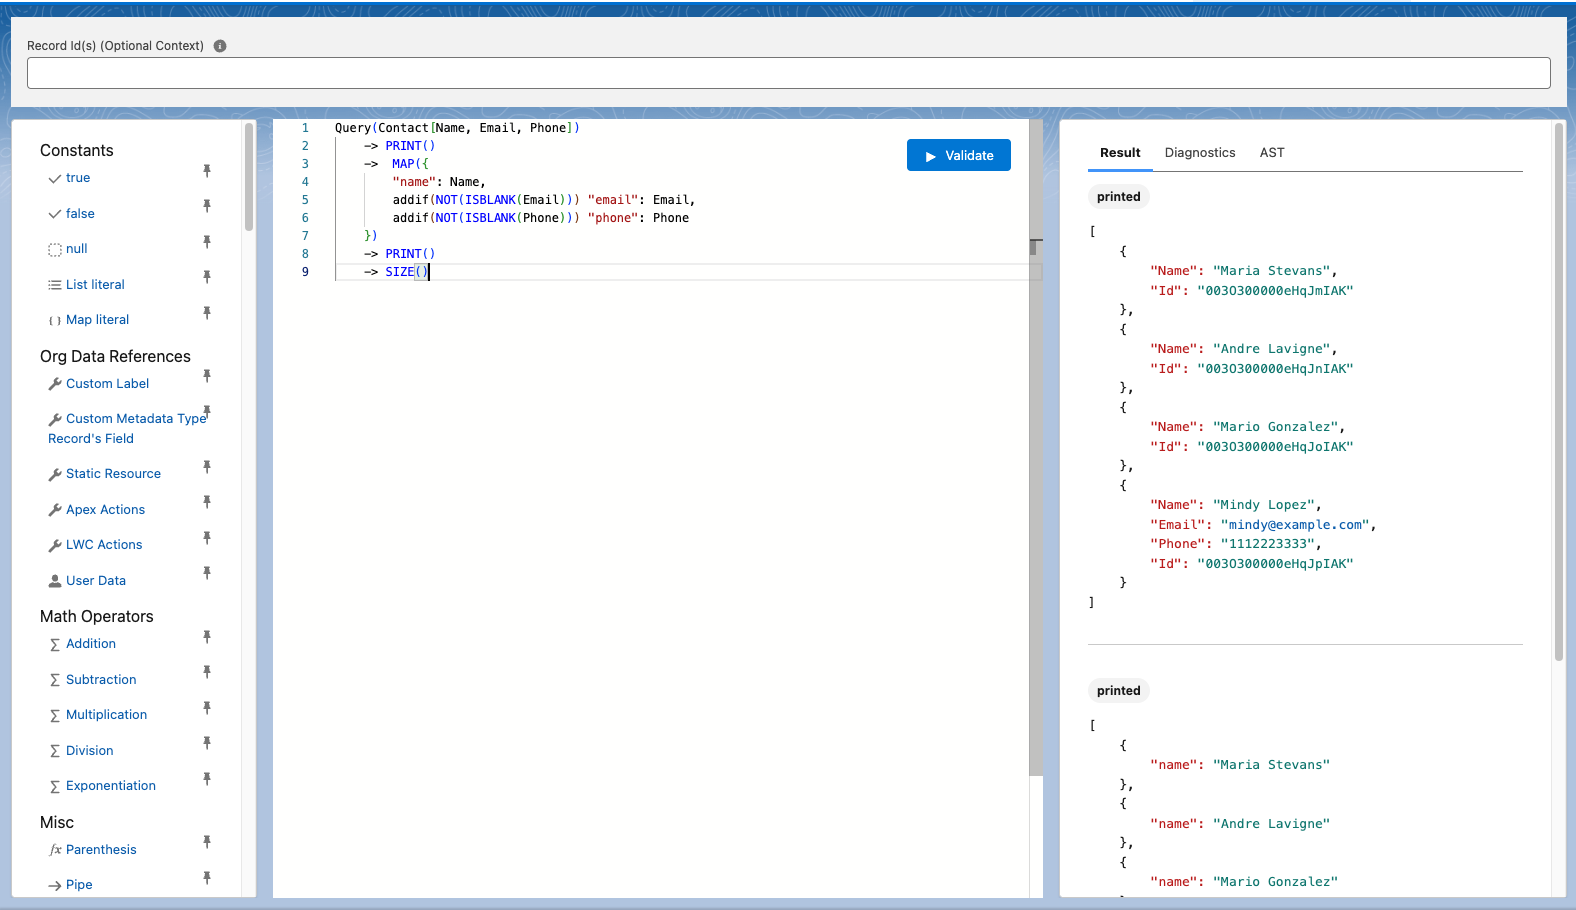 Record Id(s) (Optional Context)
Constants
true
false
null
List literal
Map literal
Org Data References
Custom Label
Custom Metadata Type
Record's Field
Static Resource
Apex Actions
LWC Actions
User Data
Math Operators
Addition
Subtraction
Multiplication
Division
Exponentiation
Misc
Parenthesis
Pipe
1 Query(Contact[Name, Email, Phone])
2 -> PRINT()
3 -> MAP({
4 "name": Name,
5 addif(NOT(ISBLANK(Email))) "email": Email,
6 addif(NOT(ISBLANK(Phone))) "phone": Phone
7 })
8 -> PRINT()
9 -> SIZE()
Validate
Result Diagnostics AST
printed
[
{
"Name": "Maria Stevans",
"Id": "003O300000eHqJmIAK"
},
{
"Name": "Andre Lavigne",
"Id": "003O300000eHqJnIAK"
},
{
"Name": "Mario Gonzalez",
"Id": "003O300000eHqJoIAK"
},
{
"Name": "Mindy Lopez",
"Email": "mindy@example.com",
"Phone": "1112223333",
"Id": "003O300000eHqJpIAK"
}
]
printed
[
{
"name": "Maria Stevans"
},
{
"name": "Andre Lavigne"
},
{
"name": "Mario Gonzalez"